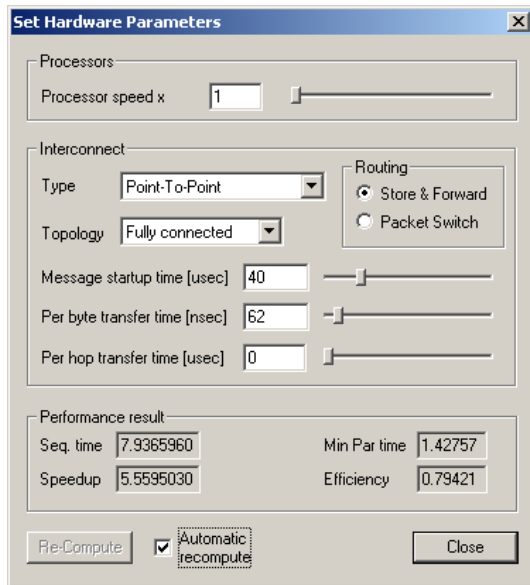 Set Hardware Parameters
Processors
Processor speed x 1
Interconnect
Type Point-To-Point
Topology Fully connected
Routing
Store & Forward
Packet Switch
Message startup time [usec] 40
Per byte transfer time [nsec] 62
Per hop transfer time [usec] 0
Performance result
Seq. time 7.9365960 Min Par time 1.42757
Speedup 5.5595030 Efficiency 0.79421
Re-Compute
Automatic
recompute
Close